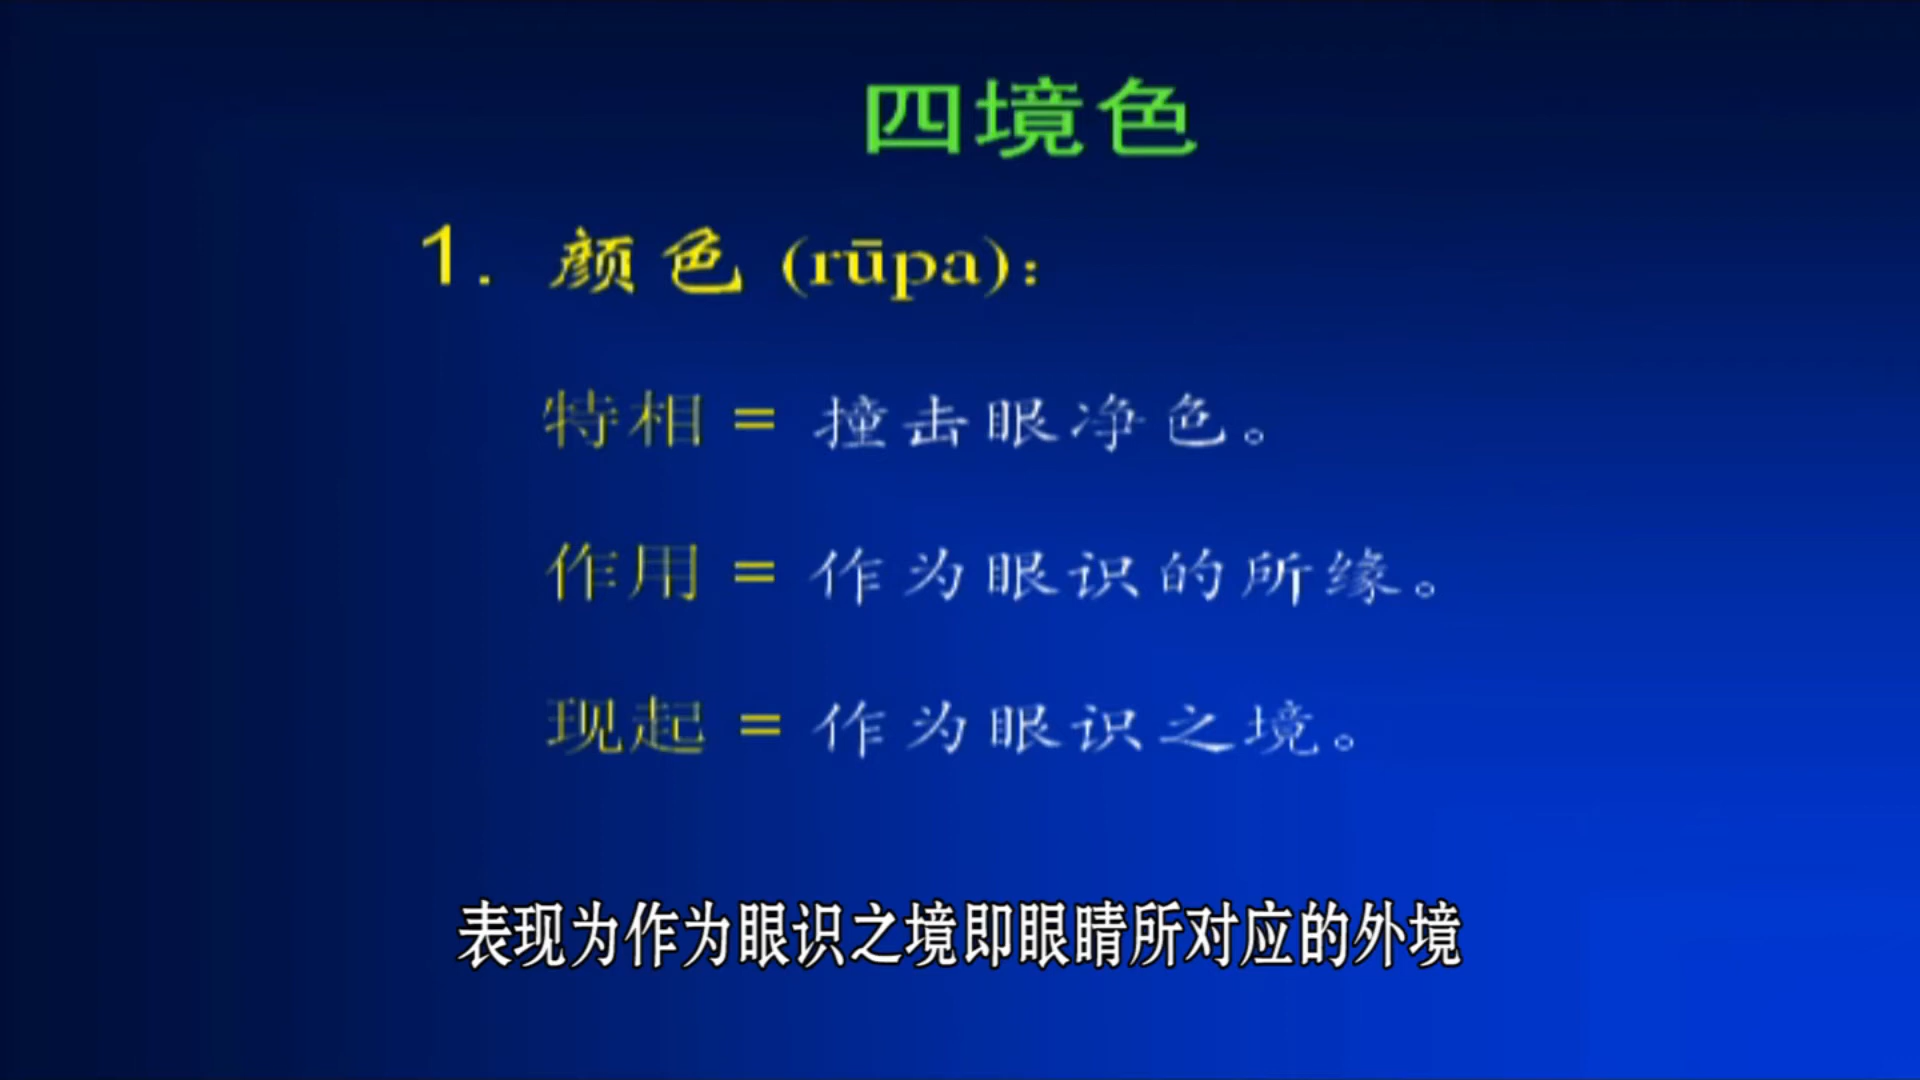 四境色
1. 颜色 (rūpa)：
特相 = 撞击眼净色。
作用 = 作为眼识的所缘。
现起 = 作为眼识之境。
表现为作为眼识之境即眼睛所对应的外境